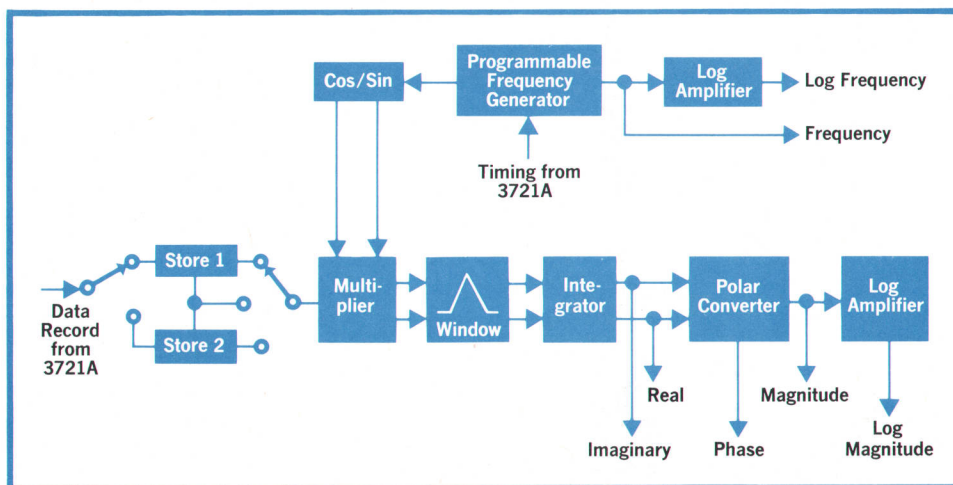 Cos/Sin
Programmable
Frequency
Generator
Log
Amplifier
Log Frequency
Frequency
Timing from
3721A
Data
Record
from
3721A
Store 1
Store 2
Multi-
plier
Window
Inte-
grator
Polar
Converter
Log
Amplifier
Real
Imaginary
Phase
Magnitude
Log
Magnitude